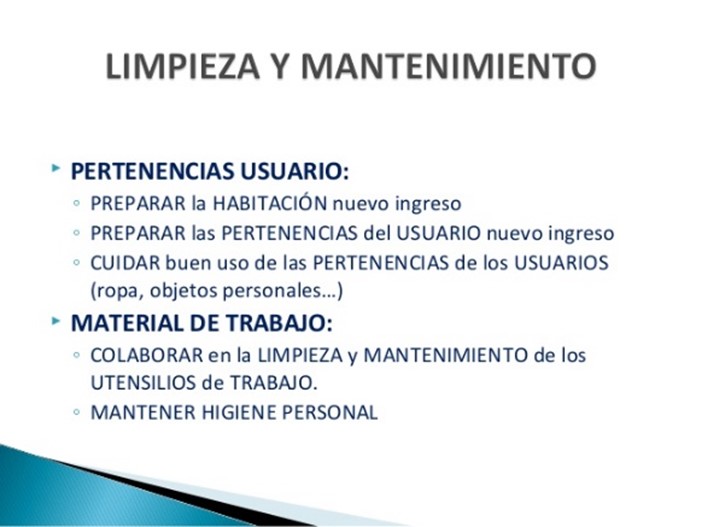 LIMPIEZA Y MANTENIMIENTO
PERTENENCIAS USUARIO:
PREPARAR la HABITACIÓN nuevo ingreso
PREPARAR las PERTENENCIAS del USUARIO nuevo ingreso
CUIDAR buen uso de las PERTENENCIAS de los USUARIOS
(ropa, objetos personales…)
MATERIAL DE TRABAJO:
COLABORAR en la LIMPIEZA y MANTENIMIENTO de los
UTENSILIOS de TRABAJO.
MANTENER HIGIENE PERSONAL